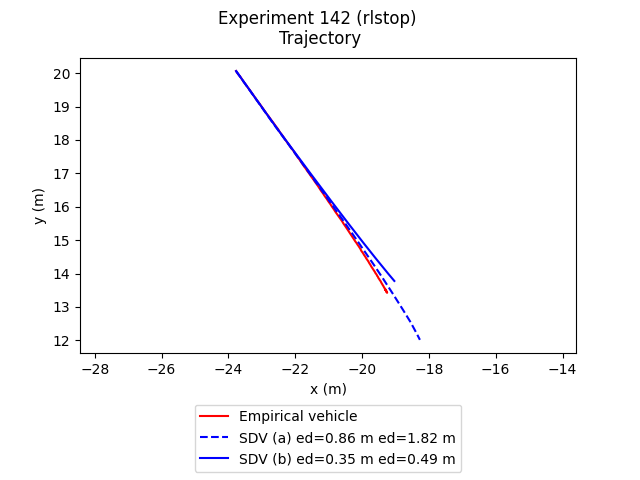 Experiment 142 (rlstop)
Trajectory
20
19
18
17
16
15
14
13
12
y (m)
−28 −26 −24 −22 −20 −18 −16 −14
x (m)
Empirical vehicle
SDV (a) ed=0.86 m ed=1.82 m
SDV (b) ed=0.35 m ed=0.49 m